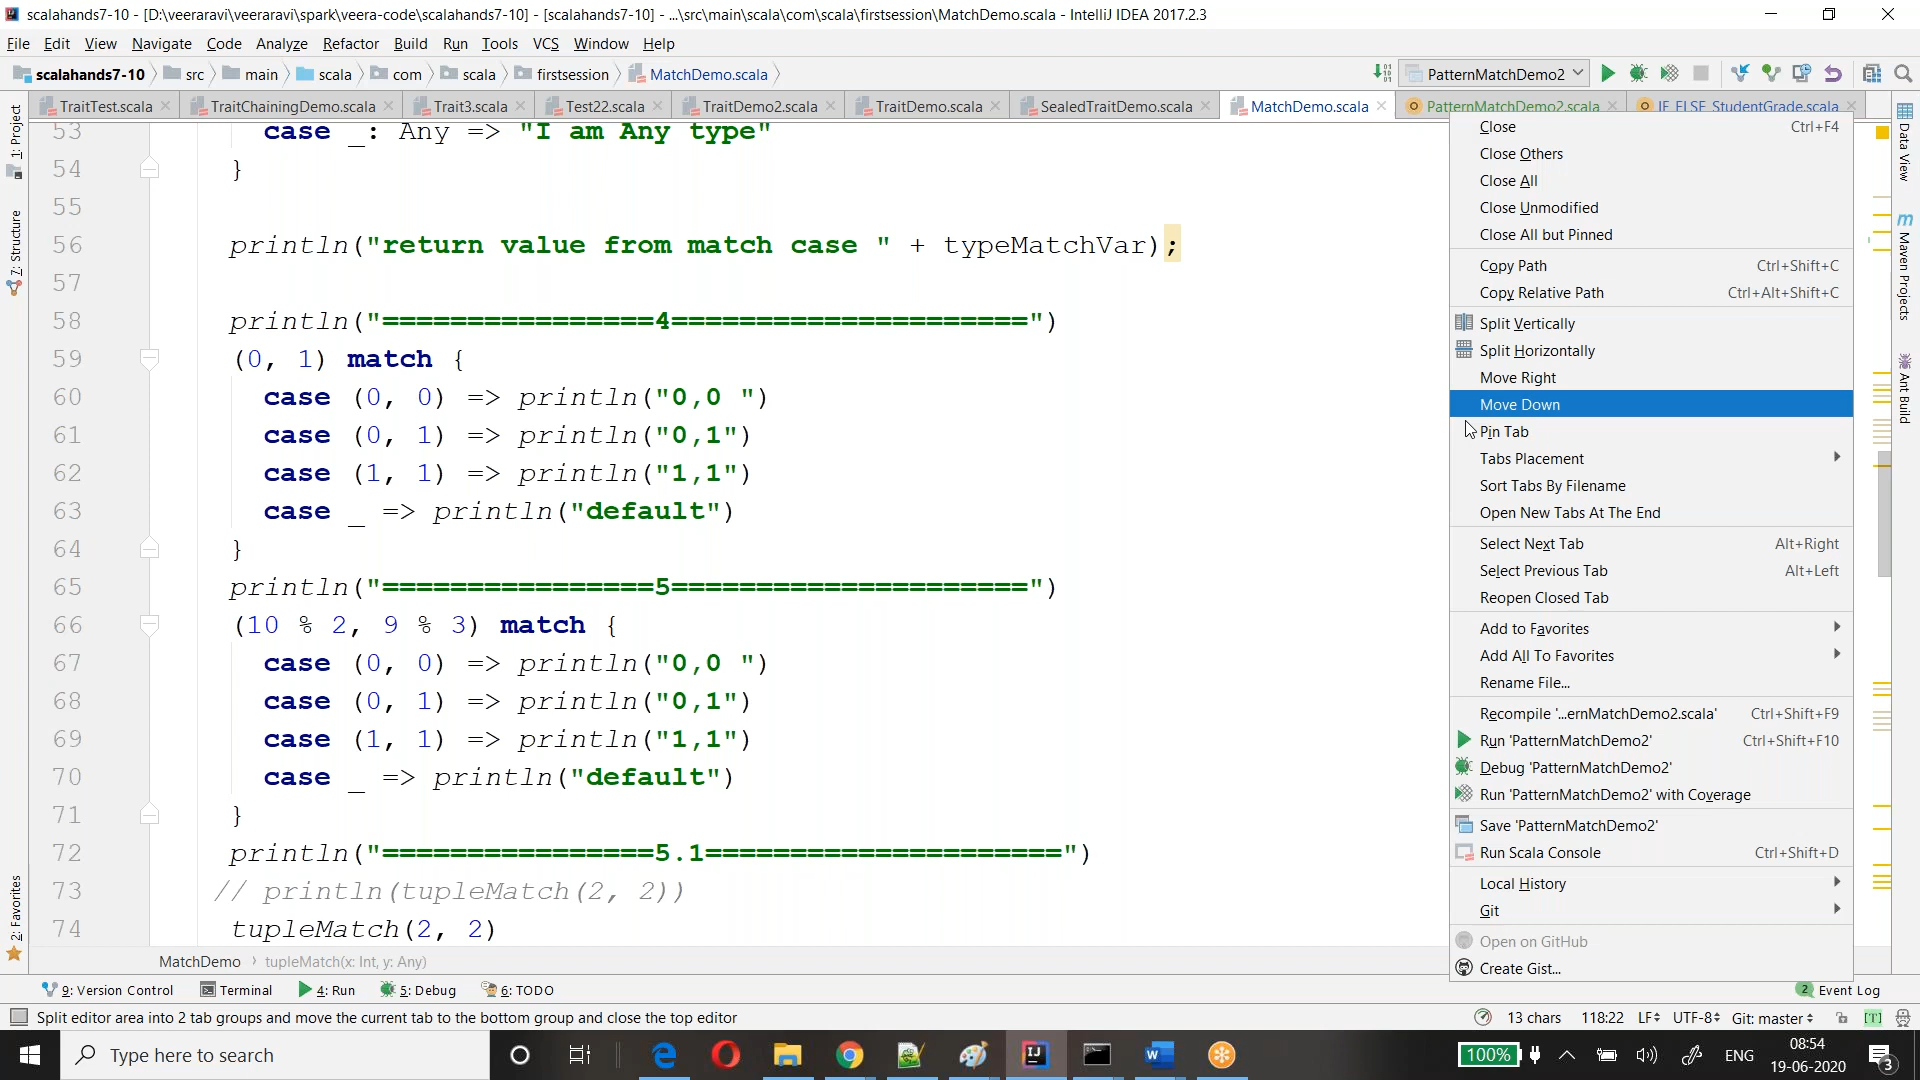 scalahands7-10 - [D:\veeraravi\veeraravi\spark\veera-code\scalahands7-10] - [scalahands7-10] - ...\src\main\scala\com\scala\firstsession\MatchDemo.scala - IntelliJ IDEA 2017.2.3
File Edit View Navigate Code Analyze Refactor Build Run Tools VCS Window Help
scalahands7-10 src main scala com scala firstsession MatchDemo.scala PatternMatchDemo2
TraitTest.scala TraitChainingDemo.scala Trait3.scala Test22.scala TraitDemo2.scala TraitDemo.scala SealedTraitDemo.scala MatchDemo.scala PatternMatchDemo2.scala IF_ELSE_StudentGrade.scala
1: Project
7: Structure
2: Favorites
53 case _: Any => "I am Any type"
54 }
55
56 println("return value from match case " + typeMatchVar);
57
58 println("================4=====================")
59 (0, 1) match {
60 case (0, 0) => println("0,0 ")
61 case (0, 1) => println("0,1")
62 case (1, 1) => println("1,1")
63 case _ => println("default")
64 }
65 println("================5=====================")
66 (10 % 2, 9 % 3) match {
67 case (0, 0) => println("0,0 ")
68 case (0, 1) => println("0,1")
69 case (1, 1) => println("1,1")
70 case _ => println("default")
71 }
72 println("================5.1=====================")
73 // println(tupleMatch(2, 2))
74 tupleMatch(2, 2)
Close Ctrl+F4
Close Others
Close All
Close Unmodified
Close All but Pinned
Copy Path Ctrl+Shift+C
Copy Relative Path Ctrl+Alt+Shift+C
Split Vertically
Split Horizontally
Move Right
Move Down
Pin Tab
Tabs Placement
Sort Tabs By Filename
Open New Tabs At The End
Select Next Tab Alt+Right
Select Previous Tab Alt+Left
Reopen Closed Tab
Add to Favorites
Add All To Favorites
Rename File...
Recompile '...ernMatchDemo2.scala' Ctrl+Shift+F9
Run 'PatternMatchDemo2' Ctrl+Shift+F10
Debug 'PatternMatchDemo2'
Run 'PatternMatchDemo2' with Coverage
Save 'PatternMatchDemo2'
Run Scala Console Ctrl+Shift+D
Local History
Git
Open on GitHub
Create Gist...
Data View
Maven Projects
Ant Build
MatchDemo tupleMatch(x: Int, y: Any)
9: Version Control Terminal 4: Run 5: Debug 6: TODO 2 Event Log
Split editor area into 2 tab groups and move the current tab to the bottom group and close the top editor 13 chars 118:22 LF UTF-8 Git: master [T]
Type here to search 100% ENG 08:54
19-06-2020 3